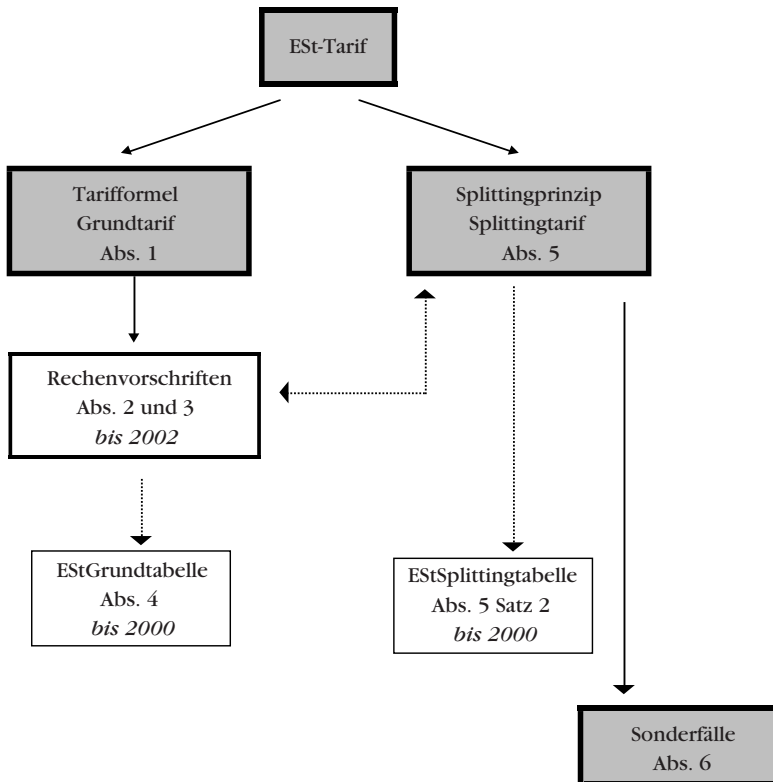 ESt-Tarif
Tarifformel
Grundtarif
Abs. 1
Splittingprinzip
Splittingtarif
Abs. 5
Rechenvorschriften
Abs. 2 und 3
bis 2002
EStGrundtabelle
Abs. 4
bis 2000
EStSplittingtabelle
Abs. 5 Satz 2
bis 2000
Sonderfälle
Abs. 6